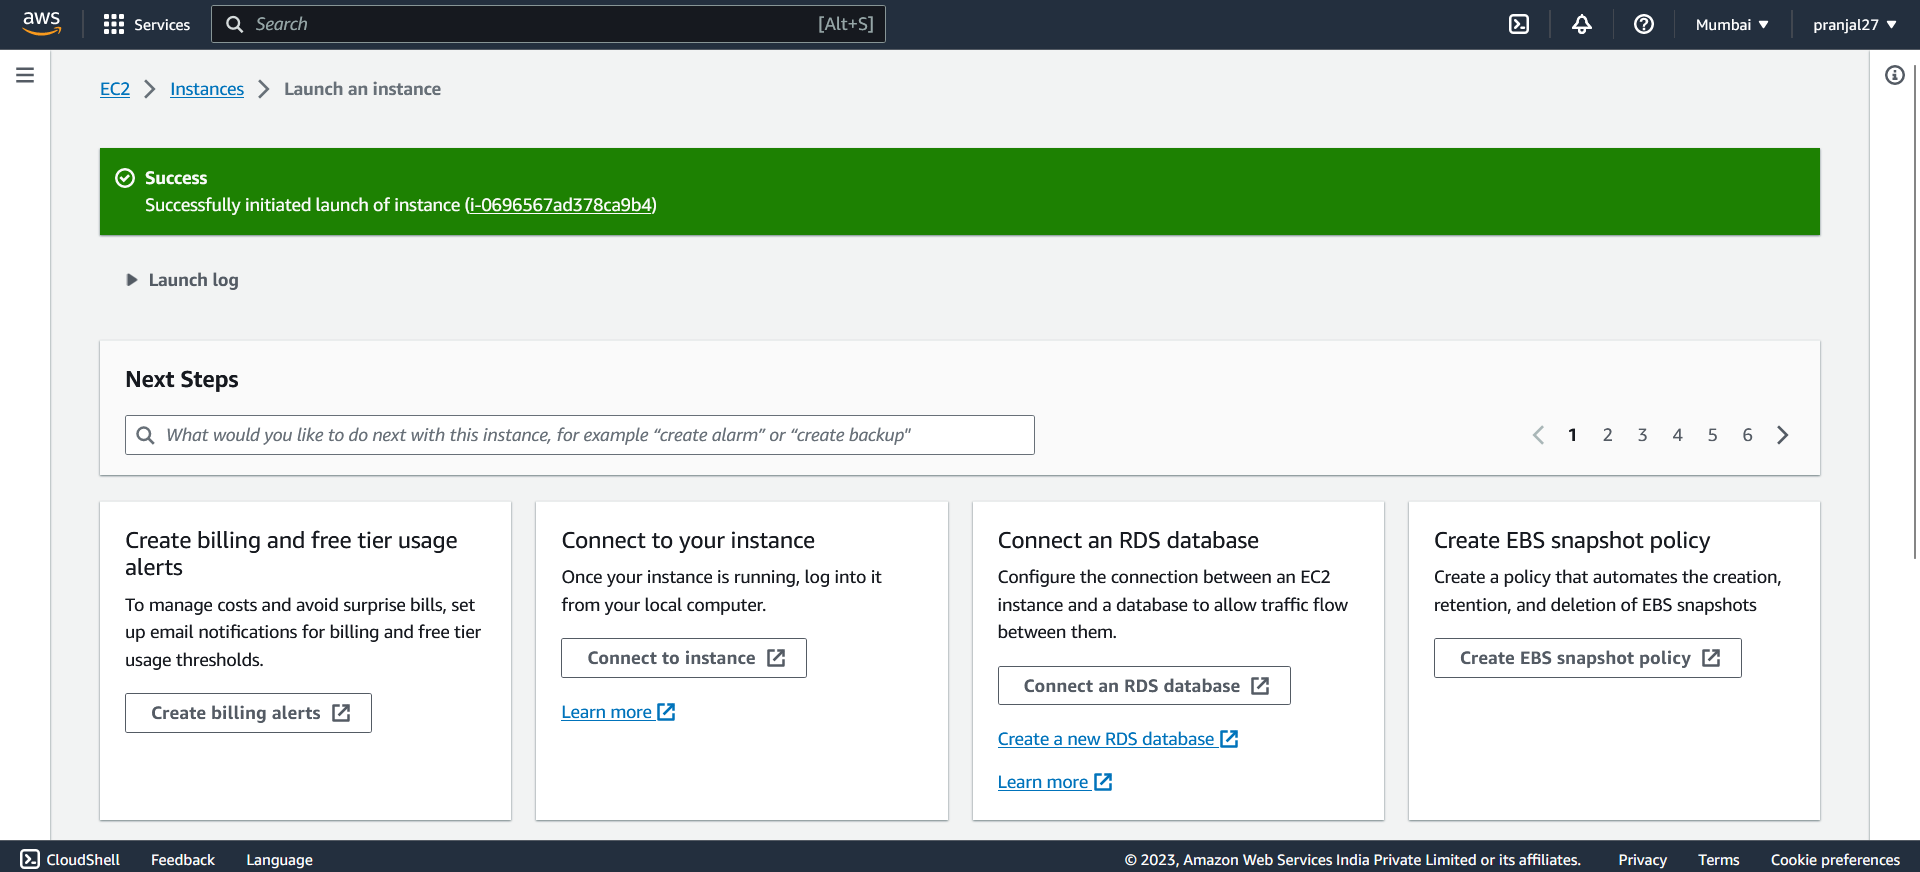 aws Services Search [Alt+S] Mumbai pranjal27
EC2 Instances Launch an instance
Success
Successfully initiated launch of instance (i-0696567ad378ca9b4)
Launch log
Next Steps
What would you like to do next with this instance, for example “create alarm” or “create backup"
1 2 3 4 5 6
Create billing and free tier usage
alerts
To manage costs and avoid surprise bills, set
up email notifications for billing and free tier
usage thresholds.
Create billing alerts
Connect to your instance
Once your instance is running, log into it
from your local computer.
Connect to instance
Learn more
Connect an RDS database
Configure the connection between an EC2
instance and a database to allow traffic flow
between them.
Connect an RDS database
Create a new RDS database
Learn more
Create EBS snapshot policy
Create a policy that automates the creation,
retention, and deletion of EBS snapshots
Create EBS snapshot policy
CloudShell Feedback Language © 2023, Amazon Web Services India Private Limited or its affiliates. Privacy Terms Cookie preferences